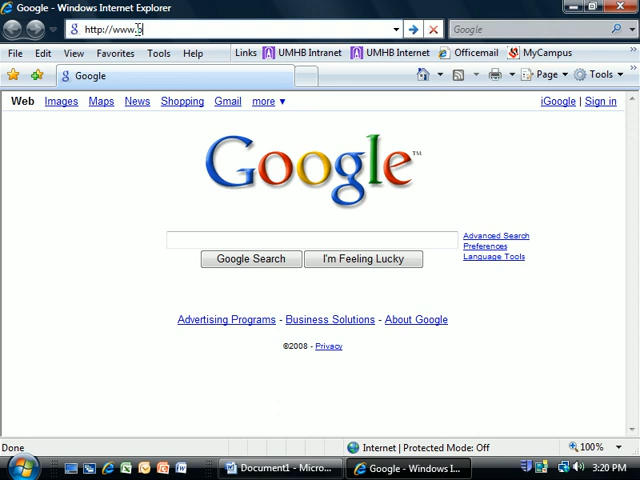 Google - Windows Internet Explorer
http://www.
Google
File Edit View Favorites Tools Help Links UMHB Intranet UMHB Internet Officemail MyCampus
Google Page Tools
Web Images Maps News Shopping Gmail more ▼ iGoogle | Sign in
Google™
Advanced Search
Preferences
Language Tools
Google Search I'm Feeling Lucky
Advertising Programs - Business Solutions - About Google
©2008 - Privacy
Done Internet | Protected Mode: Off 100%
Document1 - Micros... Google - Windows I... 3:20 PM